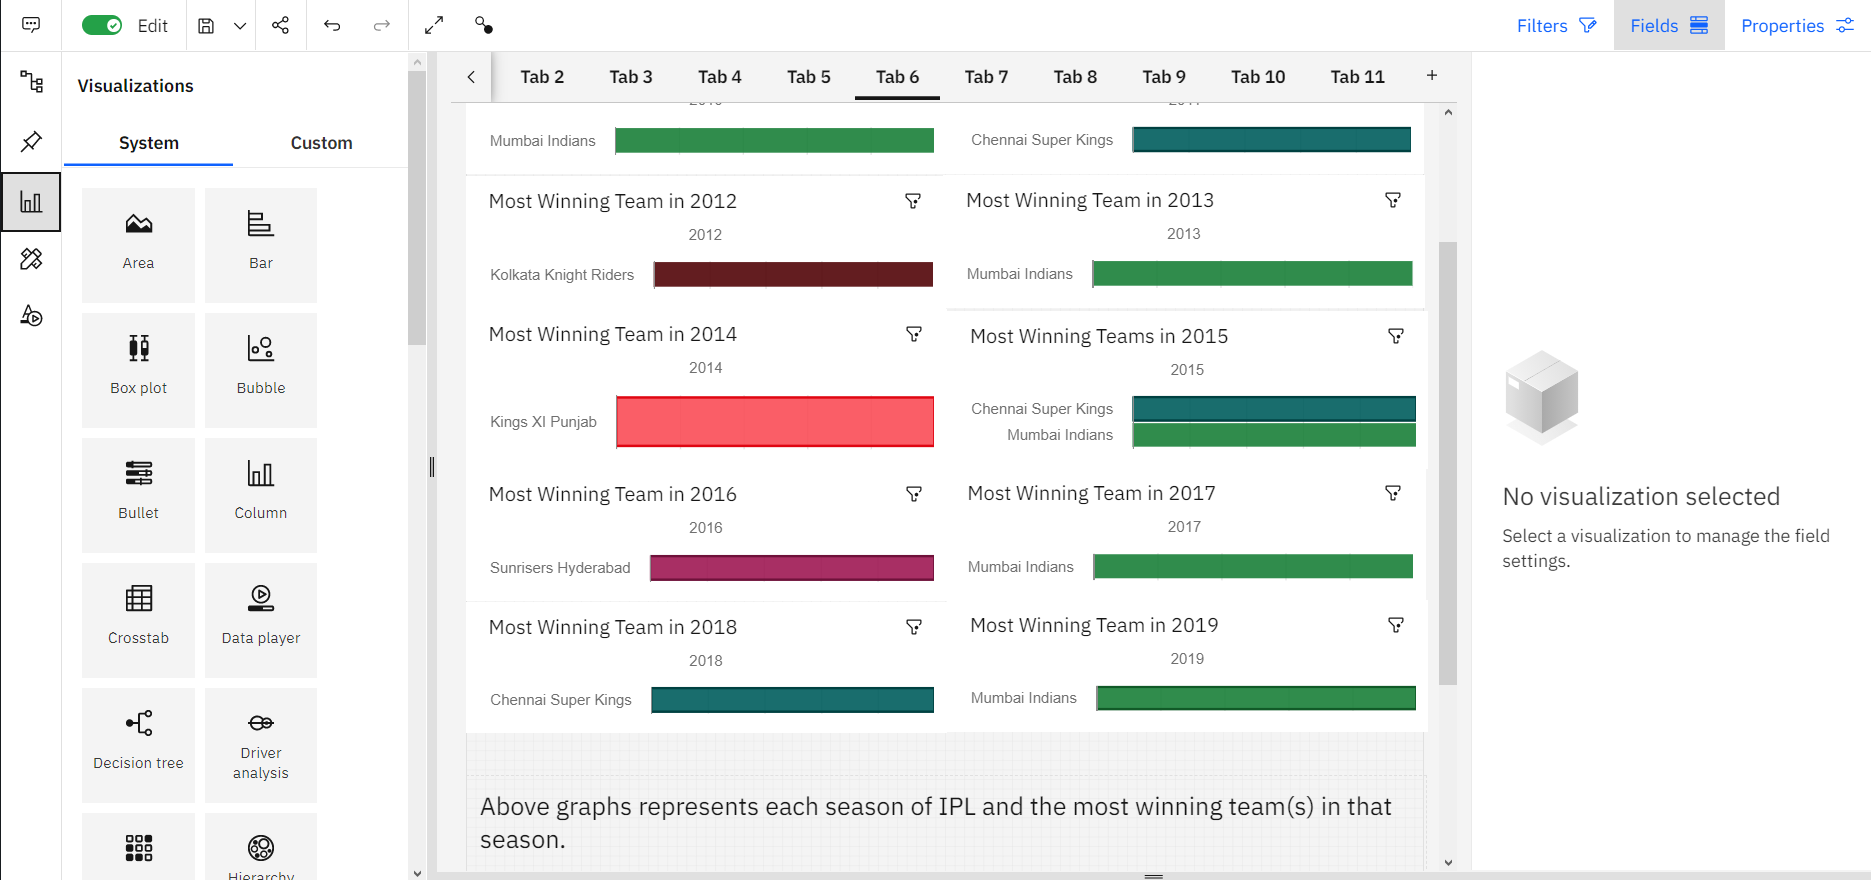 Edit
Filters
Fields
Properties
Visualizations
System
Custom
Area
Bar
Box plot
Bubble
Bullet
Column
Crosstab
Data player
Decision tree
Driver
analysis
Hierarchy
Tab 2
Tab 3
Tab 4
Tab 5
Tab 6
Tab 7
Tab 8
Tab 9
Tab 10
Tab 11
+
Mumbai Indians
Chennai Super Kings
Most Winning Team in 2012
2012
Kolkata Knight Riders
Most Winning Team in 2013
2013
Mumbai Indians
Most Winning Team in 2014
2014
Kings XI Punjab
Most Winning Teams in 2015
2015
Chennai Super Kings
Mumbai Indians
Most Winning Team in 2016
2016
Sunrisers Hyderabad
Most Winning Team in 2017
2017
Mumbai Indians
Most Winning Team in 2018
2018
Chennai Super Kings
Most Winning Team in 2019
2019
Mumbai Indians
Above graphs represents each season of IPL and the most winning team(s) in that
season.
No visualization selected
Select a visualization to manage the field
settings.